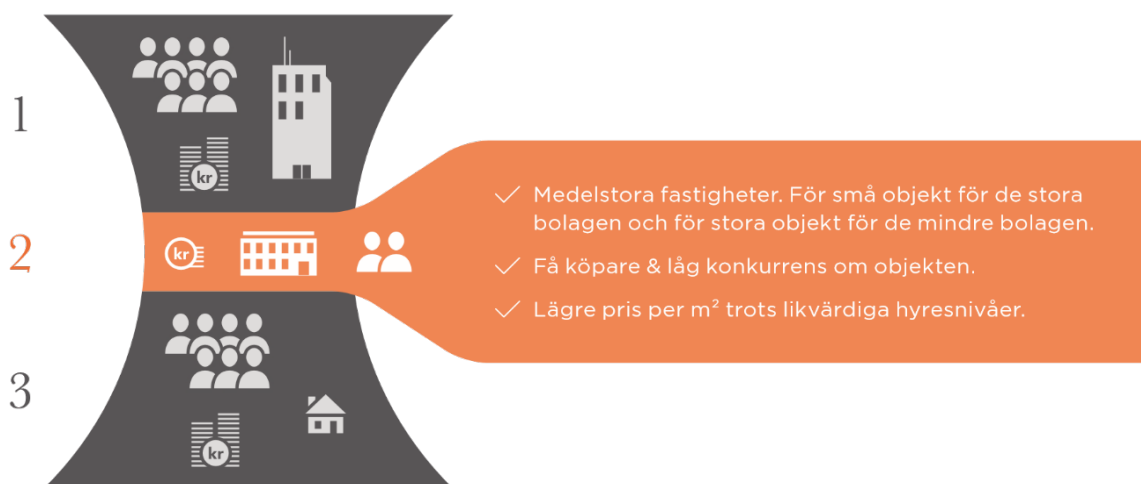 1
kr
2
kr
Medelstora fastigheter. För små objekt för de stora
bolagen och för stora objekt för de mindre bolagen.
Få köpare & låg konkurrens om objekten.
Lägre pris per m² trots likvärdiga hyresnivåer.
3
kr